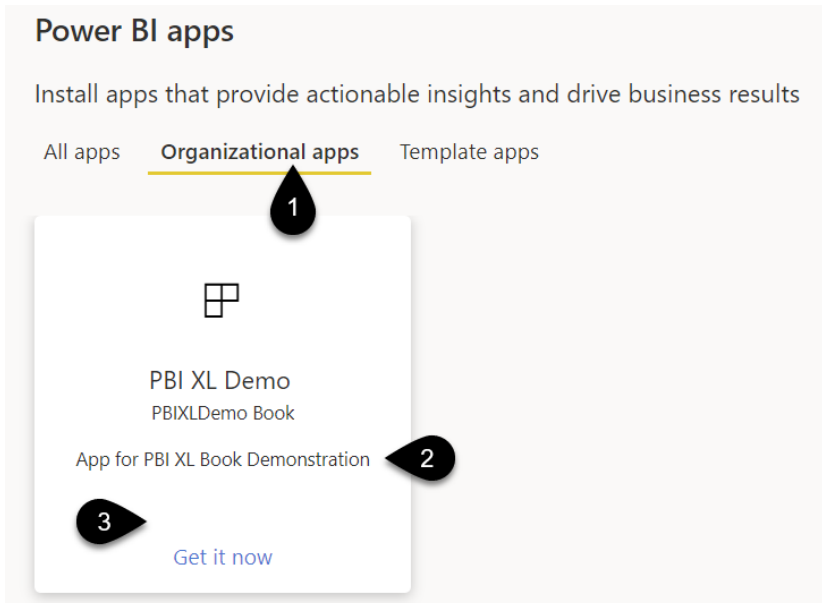 Power BI apps
Install apps that provide actionable insights and drive business results
All apps Organizational apps Template apps
1
PBI XL Demo
PBIXLDemo Book
App for PBI XL Book Demonstration 2
3
Get it now